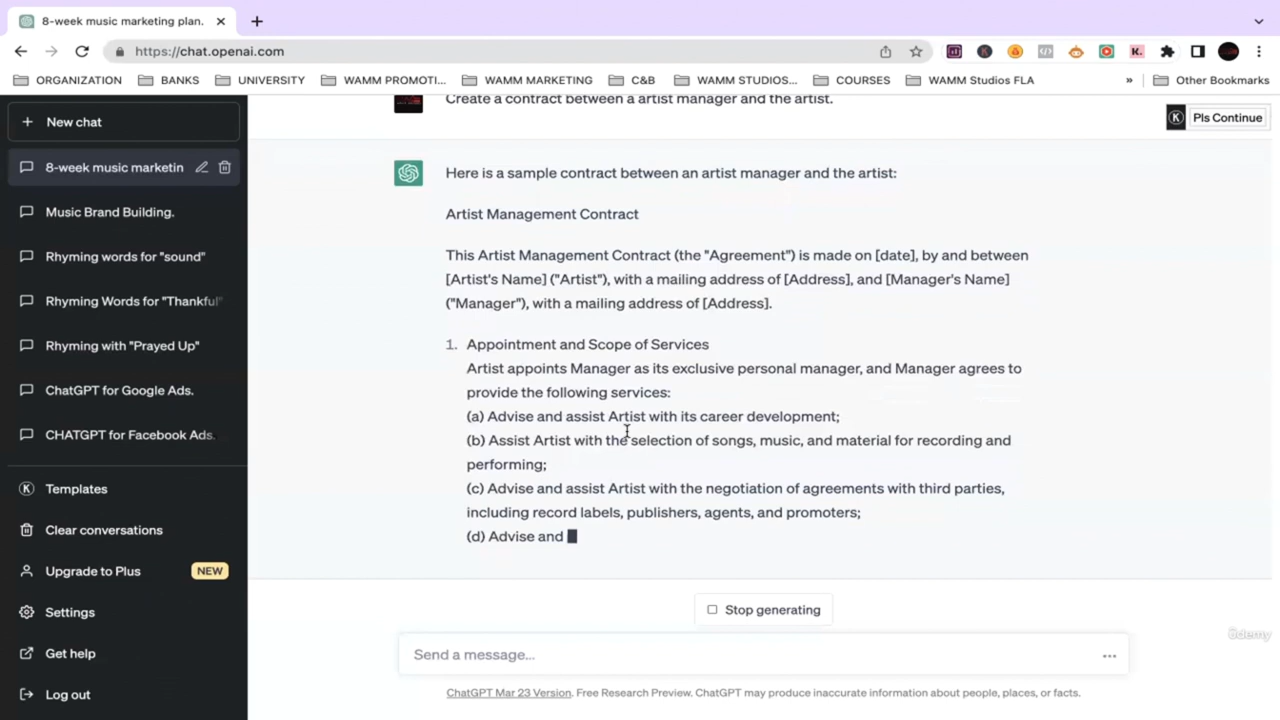 8-week music marketing plan.
https://chat.openai.com
ORGANIZATION
BANKS
UNIVERSITY
WAMM PROMOTI...
WAMM MARKETING
C&B
WAMM STUDIOS...
COURSES
WAMM Studios FLA
»
Other Bookmarks
New chat
8-week music marketin
Music Brand Building.
Rhyming words for "sound"
Rhyming Words for "Thankful"
Rhyming with "Prayed Up"
ChatGPT for Google Ads.
CHATGPT for Facebook Ads.
Templates
Clear conversations
Upgrade to Plus
NEW
Settings
Get help
Log out
Create a contract between a artist manager and the artist.
K Pls Continue
Here is a sample contract between an artist manager and the artist:
Artist Management Contract
This Artist Management Contract (the "Agreement") is made on [date], by and between
[Artist's Name] ("Artist"), with a mailing address of [Address], and [Manager's Name]
("Manager"), with a mailing address of [Address].
1. Appointment and Scope of Services
Artist appoints Manager as its exclusive personal manager, and Manager agrees to
provide the following services:
(a) Advise and assist Artist with its career development;
(b) Assist Artist with the selection of songs, music, and material for recording and
performing;
(c) Advise and assist Artist with the negotiation of agreements with third parties,
including record labels, publishers, agents, and promoters;
(d) Advise and
Stop generating
Send a message...
ChatGPT Mar 23 Version. Free Research Preview. ChatGPT may produce inaccurate information about people, places, or facts.
ûdemy